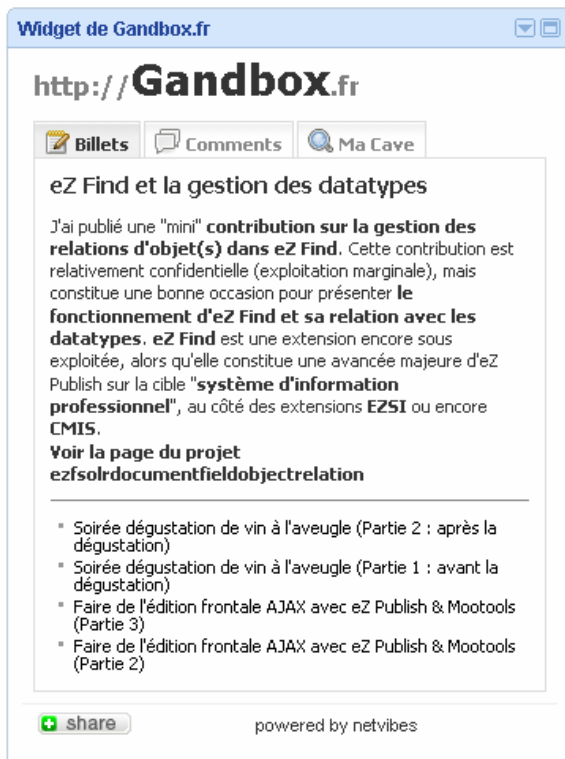 Widget de Gandbox.fr
http://Gandbox.fr
Billets Comments Ma Cave
eZ Find et la gestion des datatypes
J'ai publié une "mini" contribution sur la gestion des
relations d'objet(s) dans eZ Find. Cette contribution est
relativement confidentielle (exploitation marginale), mais
constitue une bonne occasion pour présenter le
fonctionnement d'eZ Find et sa relation avec les
datatypes. eZ Find est une extension encore sous
exploitée, alors qu'elle constitue une avancée majeure d'eZ
Publish sur la cible "système d'information
professionnel", au côté des extensions EZSI ou encore
CMIS.
Voir la page du projet
ezfsolrdocumentfieldobjectrelation
Soirée dégustation de vin à l'aveugle (Partie 2 : après la
dégustation)
Soirée dégustation de vin à l'aveugle (Partie 1 : avant la
dégustation)
Faire de l'édition frontale AJAX avec eZ Publish & Mootools
(Partie 3)
Faire de l'édition frontale AJAX avec eZ Publish & Mootools
(Partie 2)
share powered by netvibes